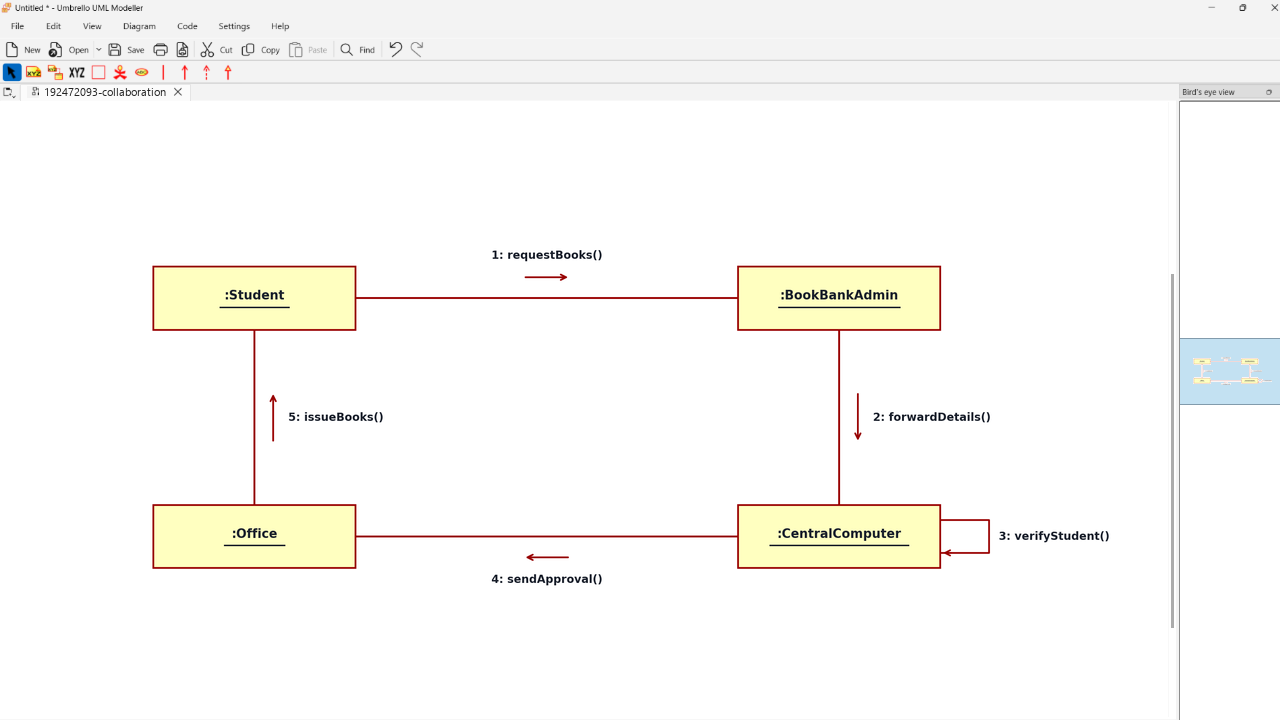 Untitled * - Umbrello UML Modeller
File Edit View Diagram Code Settings Help
New Open Save Cut Copy Paste Find
XYZ XYZ
192472093-collaboration
Bird's eye view
1: requestBooks()
:Student
:BookBankAdmin
5: issueBooks()
2: forwardDetails()
:Office
:CentralComputer
3: verifyStudent()
4: sendApproval()